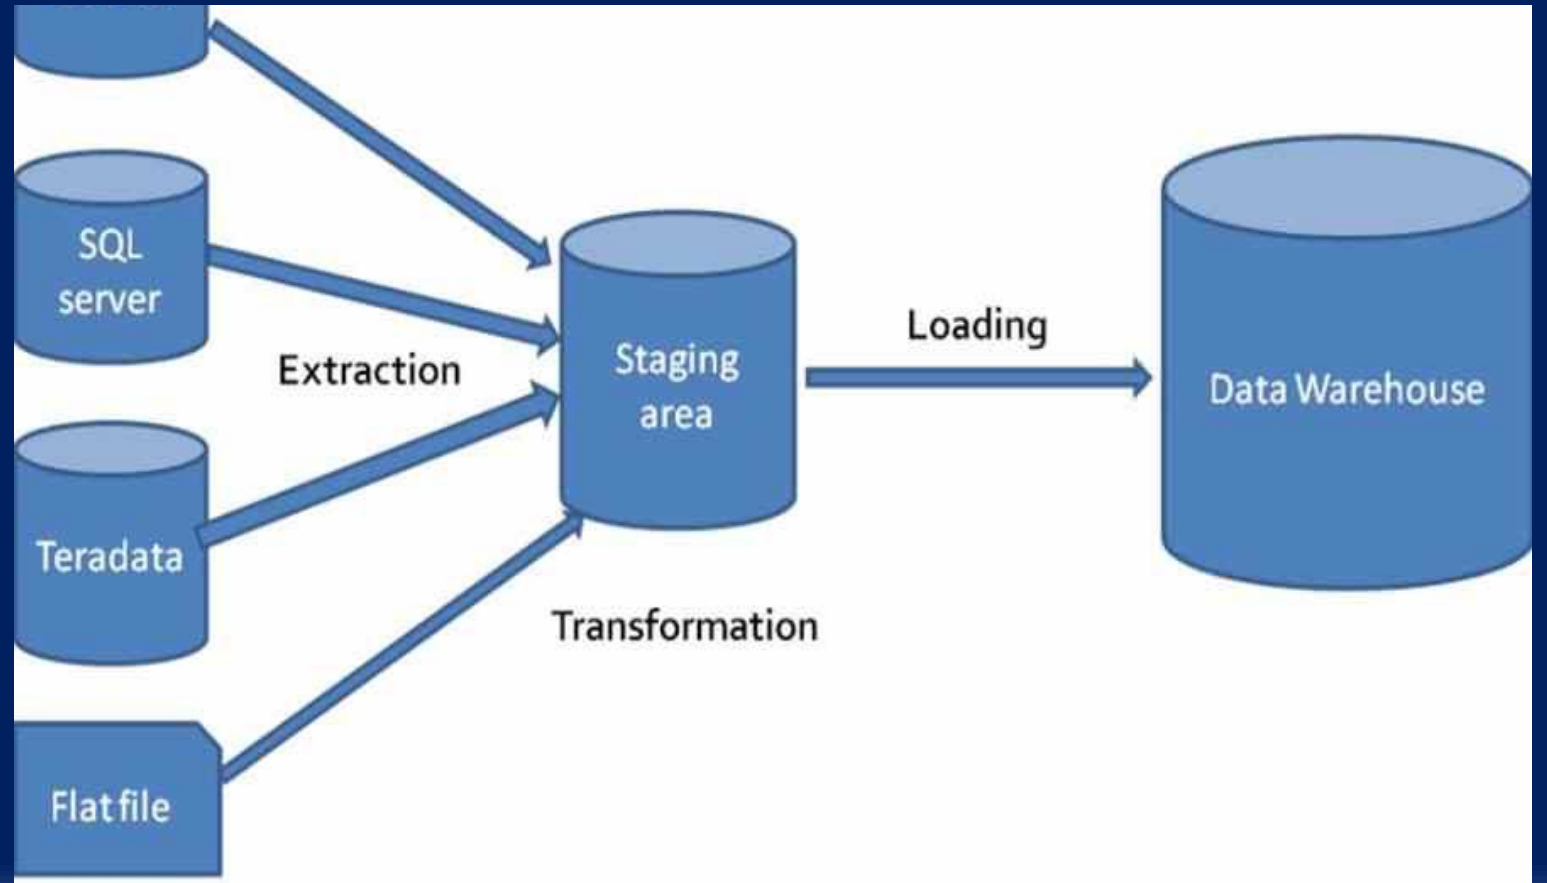 SQL
server
Extraction
Staging
area
Loading
Data Warehouse
Teradata
Transformation
Flat file